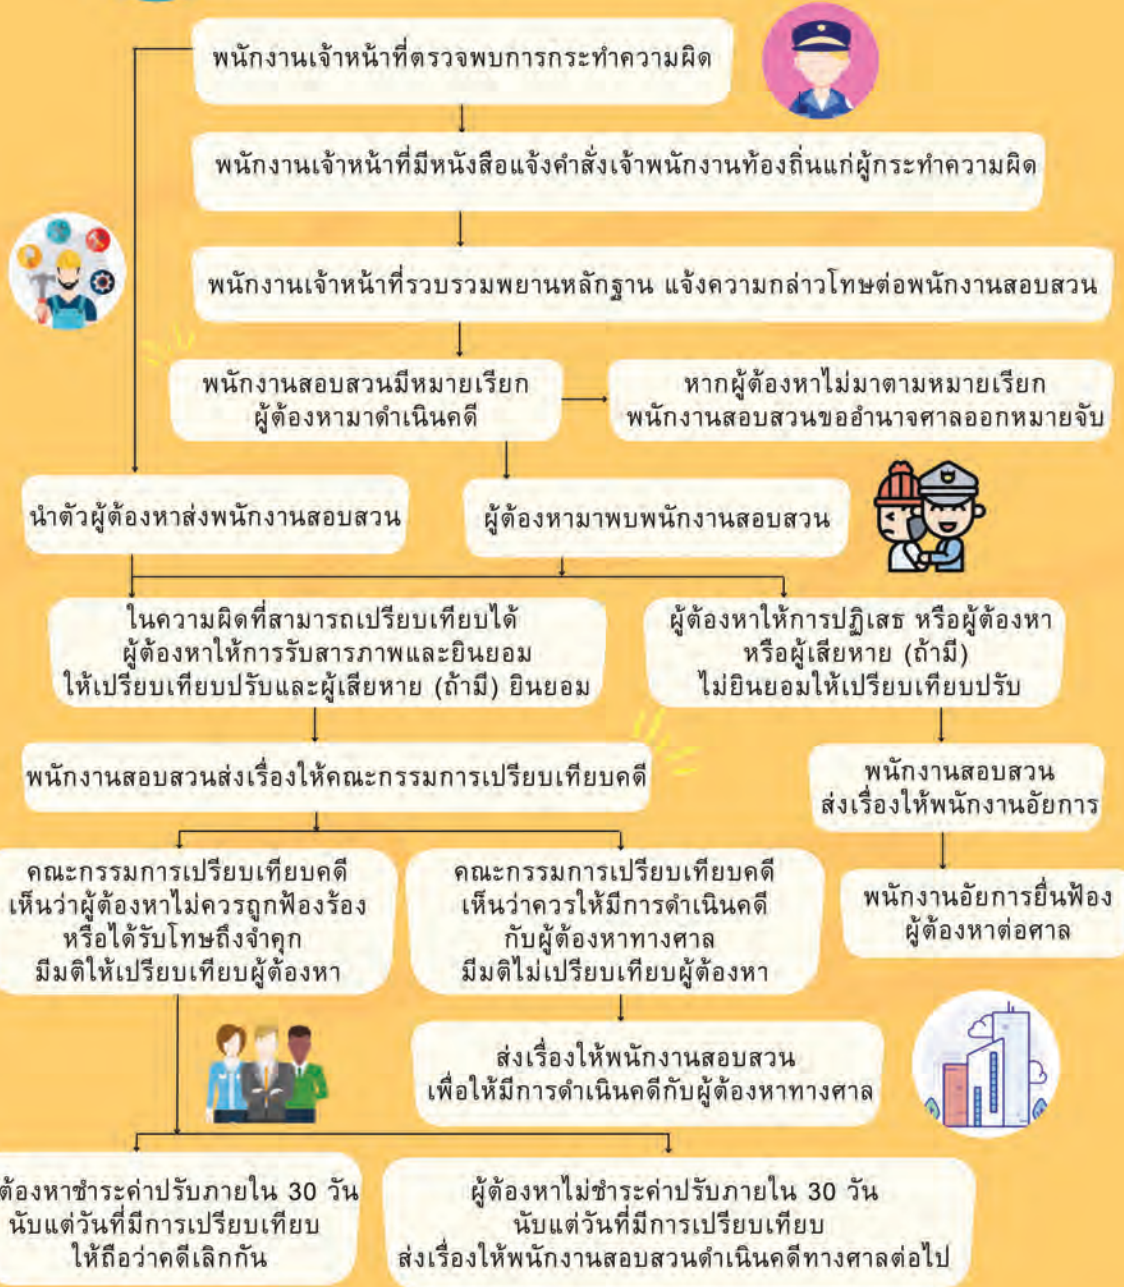 พนักงานเจ้าหน้าที่ตรวจพบการกระทำความผิด
พนักงานเจ้าหน้าที่มีหนังสือแจ้งคำสั่งเจ้าพนักงานท้องถิ่นแก่ผู้กระทำความผิด
พนักงานเจ้าหน้าที่รวบรวมพยานหลักฐาน แจ้งความกล่าวโทษต่อพนักงานสอบสวน
พนักงานสอบสวนมีหมายเรียก
ผู้ต้องหามาดำเนินคดี
หากผู้ต้องหาไม่มาตามหมายเรียก
พนักงานสอบสวนขออำนาจศาลออกหมายจับ
นำตัวผู้ต้องหาส่งพนักงานสอบสวน
ผู้ต้องหามาพบพนักงานสอบสวน
ในความผิดที่สามารถเปรียบเทียบได้
ผู้ต้องหาให้การรับสารภาพและยินยอม
ให้เปรียบเทียบปรับและผู้เสียหาย (ถ้ามี) ยินยอม
ผู้ต้องหาให้การปฏิเสธ หรือผู้ต้องหา
หรือผู้เสียหาย (ถ้ามี)
ไม่ยินยอมให้เปรียบเทียบปรับ
พนักงานสอบสวนส่งเรื่องให้คณะกรรมการเปรียบเทียบคดี
พนักงานสอบสวน
ส่งเรื่องให้พนักงานอัยการ
คณะกรรมการเปรียบเทียบคดี
เห็นว่าผู้ต้องหาไม่ควรถูกฟ้องร้อง
หรือได้รับโทษถึงจำคุก
มีมติให้เปรียบเทียบผู้ต้องหา
คณะกรรมการเปรียบเทียบคดี
เห็นว่าควรให้มีการดำเนินคดี
กับผู้ต้องหาทางศาล
มีมติไม่เปรียบเทียบผู้ต้องหา
พนักงานอัยการยื่นฟ้อง
ผู้ต้องหาต่อศาล
ส่งเรื่องให้พนักงานสอบสวน
เพื่อให้มีการดำเนินคดีกับผู้ต้องหาทางศาล
ต้องหาชำระค่าปรับภายใน 30 วัน
นับแต่วันที่มีการเปรียบเทียบ
ให้ถือว่าคดีเลิกกัน
ผู้ต้องหาไม่ชำระค่าปรับภายใน 30 วัน
นับแต่วันที่มีการเปรียบเทียบ
ส่งเรื่องให้พนักงานสอบสวนดำเนินคดีทางศาลต่อไป